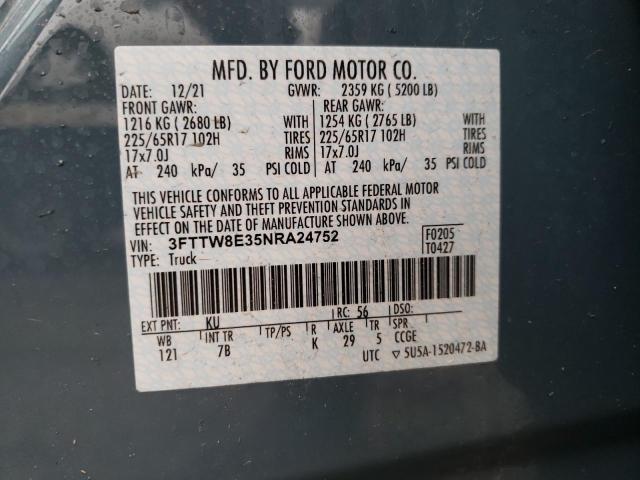 MFD. BY FORD MOTOR CO.
DATE: 12/21 GVWR: 2359 KG ( 5200 LB)
FRONT GAWR: REAR GAWR:
1216 KG ( 2680 LB) WITH 1254 KG ( 2765 LB) WITH
225/65R17 102H TIRES 225/65R17 102H TIRES
17x7.0J RIMS 17x7.0J RIMS
AT 240 kPa/ 35 PSI COLD AT 240 kPa/ 35 PSI COLD
THIS VEHICLE CONFORMS TO ALL APPLICABLE FEDERAL MOTOR
VEHICLE SAFETY AND THEFT PREVENTION STANDARDS IN
EFFECT ON THE DATE OF MANUFACTURE SHOWN ABOVE.
VIN: 3FTTW8E35NRA24752 F0205
TYPE: Truck T0427
EXT PNT: KU RC: 56 DSO:
WB INT TR TP/PS R AXLE TR SPR
121 7B K 29 5 CCGE
UTC ▽ 5U5A-1520472-BA